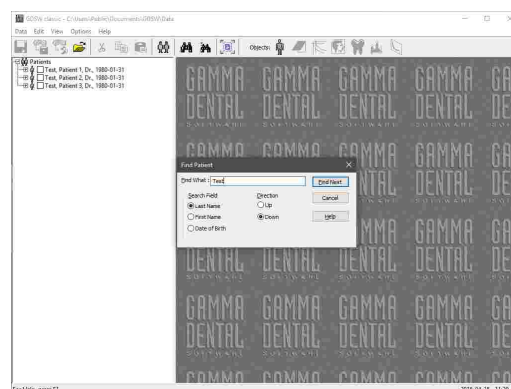 GDSW classic - C:\Users\Public\Documents\GDSW\Data
Data Edit View Options Help
Objects:
Patients
Test, Patient 1, Dr., 1980-01-31
Test, Patient 2, Dr., 1980-01-31
Test, Patient 3, Dr., 1980-01-31
GAMMA DENTAL SOFTWARE
Find Patient
Find What : Test
Find Next
Search Field
Direction
Cancel
Last Name
Up
First Name
Down
Help
Date of Birth